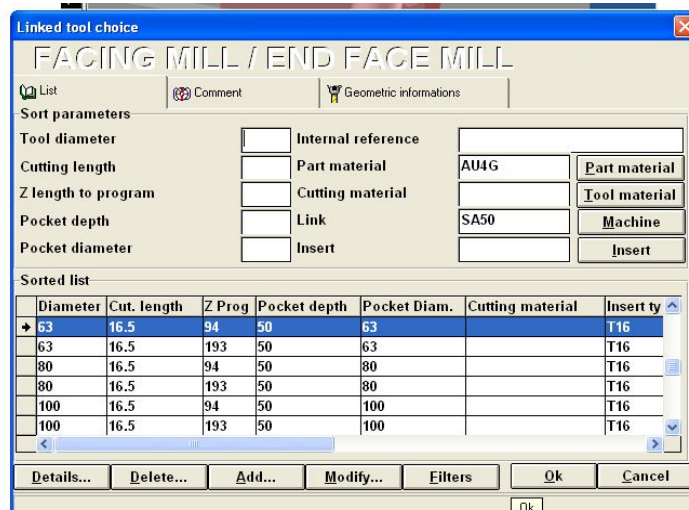 Linked tool choice
FACING MILL / END FACE MILL
List Comment Geometric informations
Sort parameters
Tool diameter Internal reference
Cutting length Part material AU4G Part material
Z length to program Cutting material Tool material
Pocket depth Link SA50 Machine
Pocket diameter Insert Insert
Sorted list
Diameter Cut. length Z Prog Pocket depth Pocket Diam. Cutting material Insert ty
63 16.5 94 50 63 T16
63 16.5 193 50 63 T16
80 16.5 94 50 80 T16
80 16.5 193 50 80 T16
100 16.5 94 50 100 T16
100 16.5 193 50 100 T16
Details... Delete... Add... Modify... Filters Ok Cancel
Ok